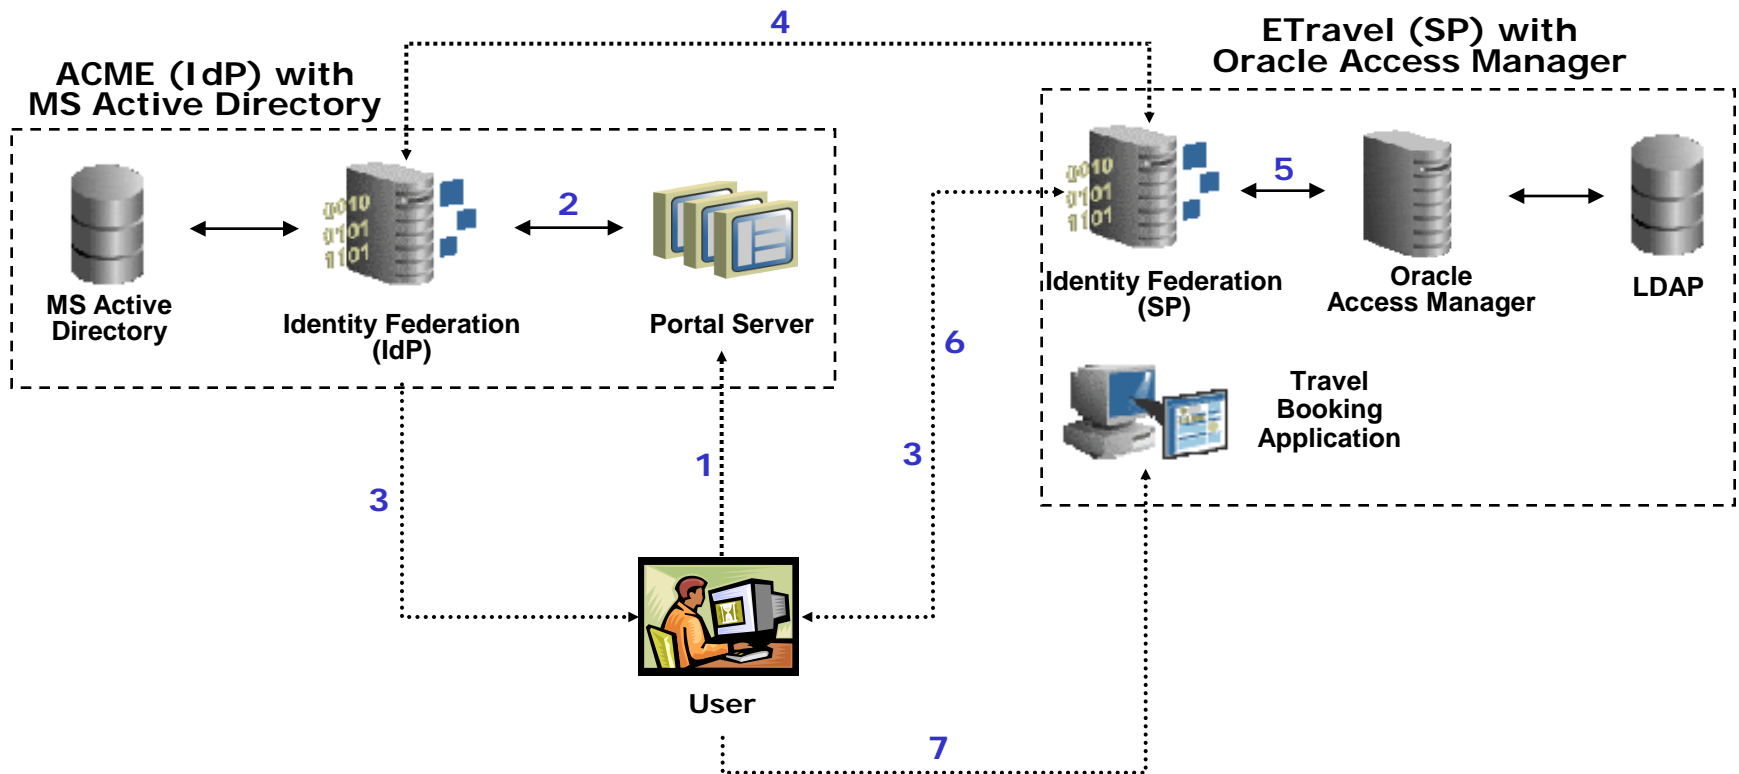 4
ETravel (SP) with
Oracle Access Manager
ACME (IdP) with
MS Active Directory
0010
0101
1101
2
0010
0101
1101
5
MS Active
Directory
Identity Federation
(IdP)
Portal Server
Identity Federation
(SP)
Oracle
Access Manager
LDAP
6
Travel
Booking
Application
3
1
3
User
7